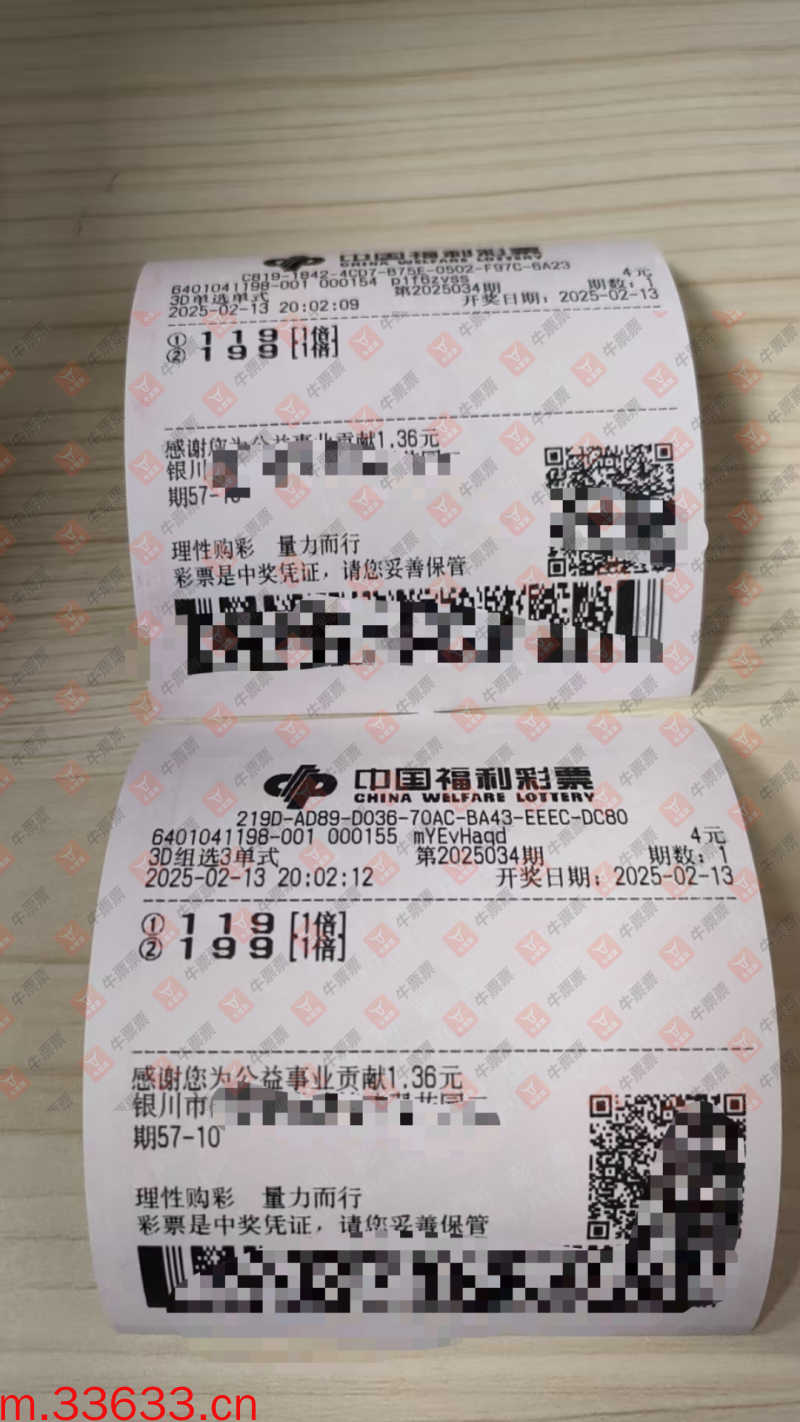 中国福利彩票
CHINA WELFARE LOTTERY
C819-1842-4CD7-B75E-0502-F97C-6A23
6401041198-001 000154 D1f6zvss 4元
3D单选单式 第2025034期 期数：1
2025-02-13 20:02:09 开奖日期：2025-02-13
① 1 1 9 [1倍]
② 1 9 9 [1倍]
感谢您为公益事业贡献1.36元
银川
期57-10
理性购彩 量力而行
彩票是中奖凭证，请您妥善保管
中国福利彩票
CHINA WELFARE LOTTERY
219D-AD89-D036-70AC-BA43-EEEC-DC80
6401041198-001 000155 mYEvHaqd 4元
3D组选3单式 第2025034期 期数：1
2025-02-13 20:02:12 开奖日期：2025-02-13
① 1 1 9 [1倍]
② 1 9 9 [1倍]
感谢您为公益事业贡献1.36元
银川市
期57-10
理性购彩 量力而行
彩票是中奖凭证，请您妥善保管
牛票票
m.33633.cn